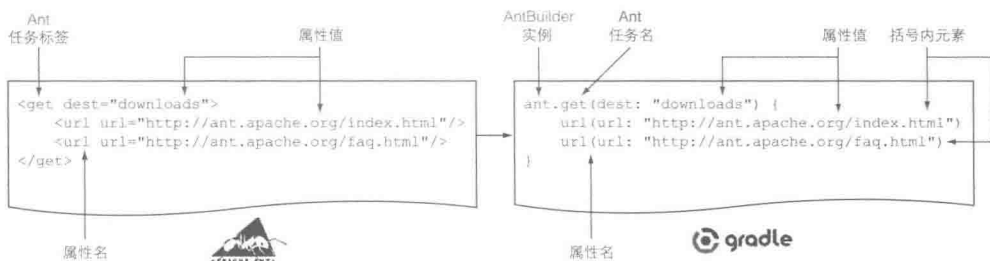 Ant
任务标签
属性值
<get dest="downloads">
<url url="http://ant.apache.org/index.html"/>
<url url="http://ant.apache.org/faq.html"/>
</get>
属性名
AntBuilder
实例
Ant
任务名
属性值
括号内元素
ant.get(dest: "downloads") {
url(url: "http://ant.apache.org/index.html")
url(url: "http://ant.apache.org/faq.html")
}
属性名
gradle